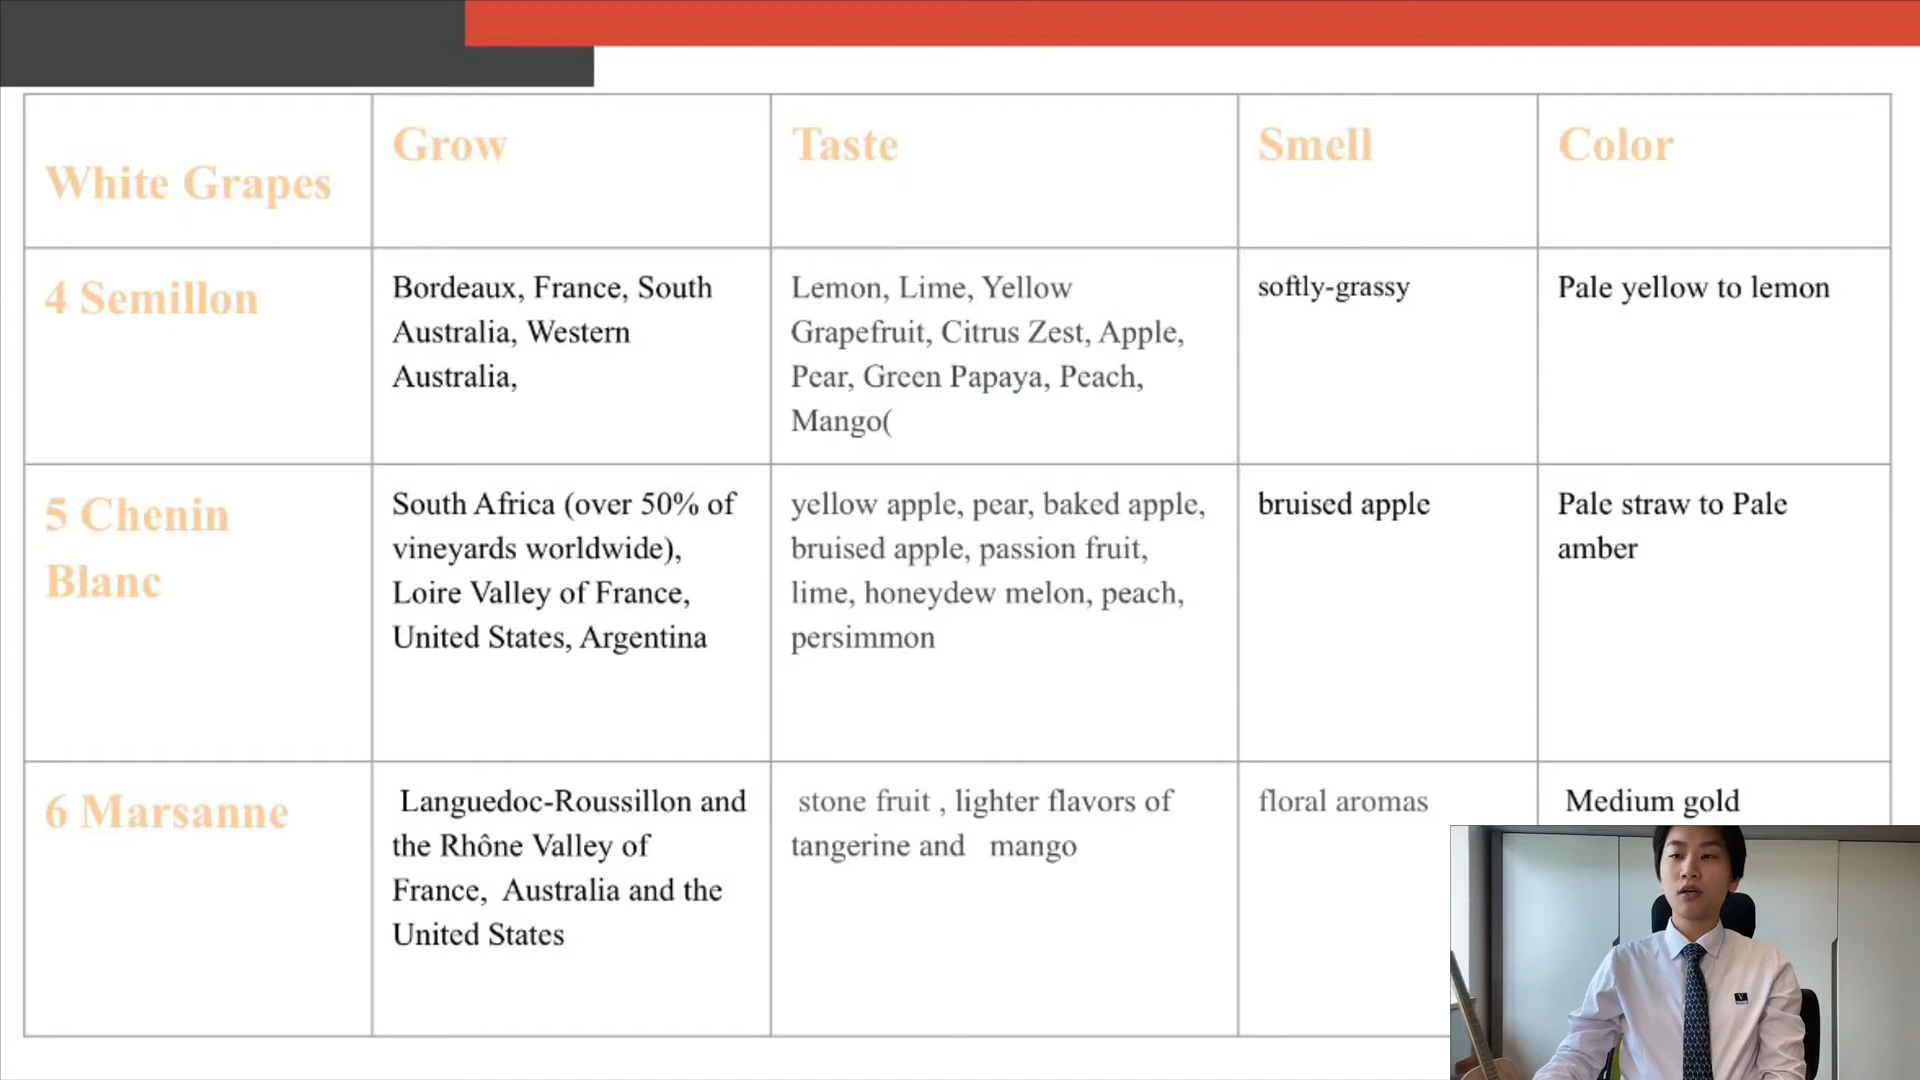 White Grapes
Grow
Taste
Smell
Color
4 Semillon
Bordeaux, France, South
Australia, Western
Australia,
Lemon, Lime, Yellow
Grapefruit, Citrus Zest, Apple,
Pear, Green Papaya, Peach,
Mango(
softly-grassy
Pale yellow to lemon
5 Chenin
Blanc
South Africa (over 50% of
vineyards worldwide),
Loire Valley of France,
United States, Argentina
yellow apple, pear, baked apple,
bruised apple, passion fruit,
lime, honeydew melon, peach,
persimmon
bruised apple
Pale straw to Pale
amber
6 Marsanne
Languedoc-Roussillon and
the Rhône Valley of
France, Australia and the
United States
stone fruit , lighter flavors of
tangerine and mango
floral aromas
Medium gold